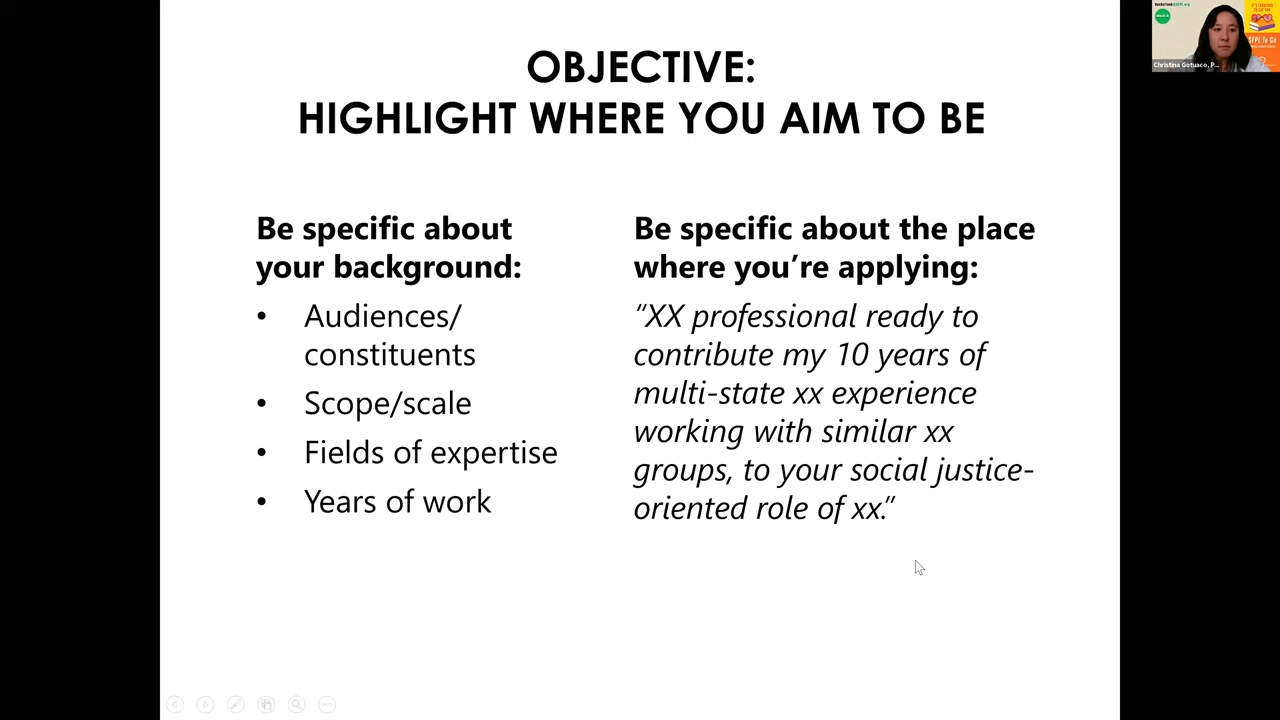 OBJECTIVE:
HIGHLIGHT WHERE YOU AIM TO BE
Be specific about
your background:
• Audiences/
constituents
• Scope/scale
• Fields of expertise
• Years of work
Be specific about the place
where you’re applying:
“XX professional ready to
contribute my 10 years of
multi-state xx experience
working with similar xx
groups, to your social justice-
oriented role of xx.”
SFPL To Go
Christina Gotuaco, P...